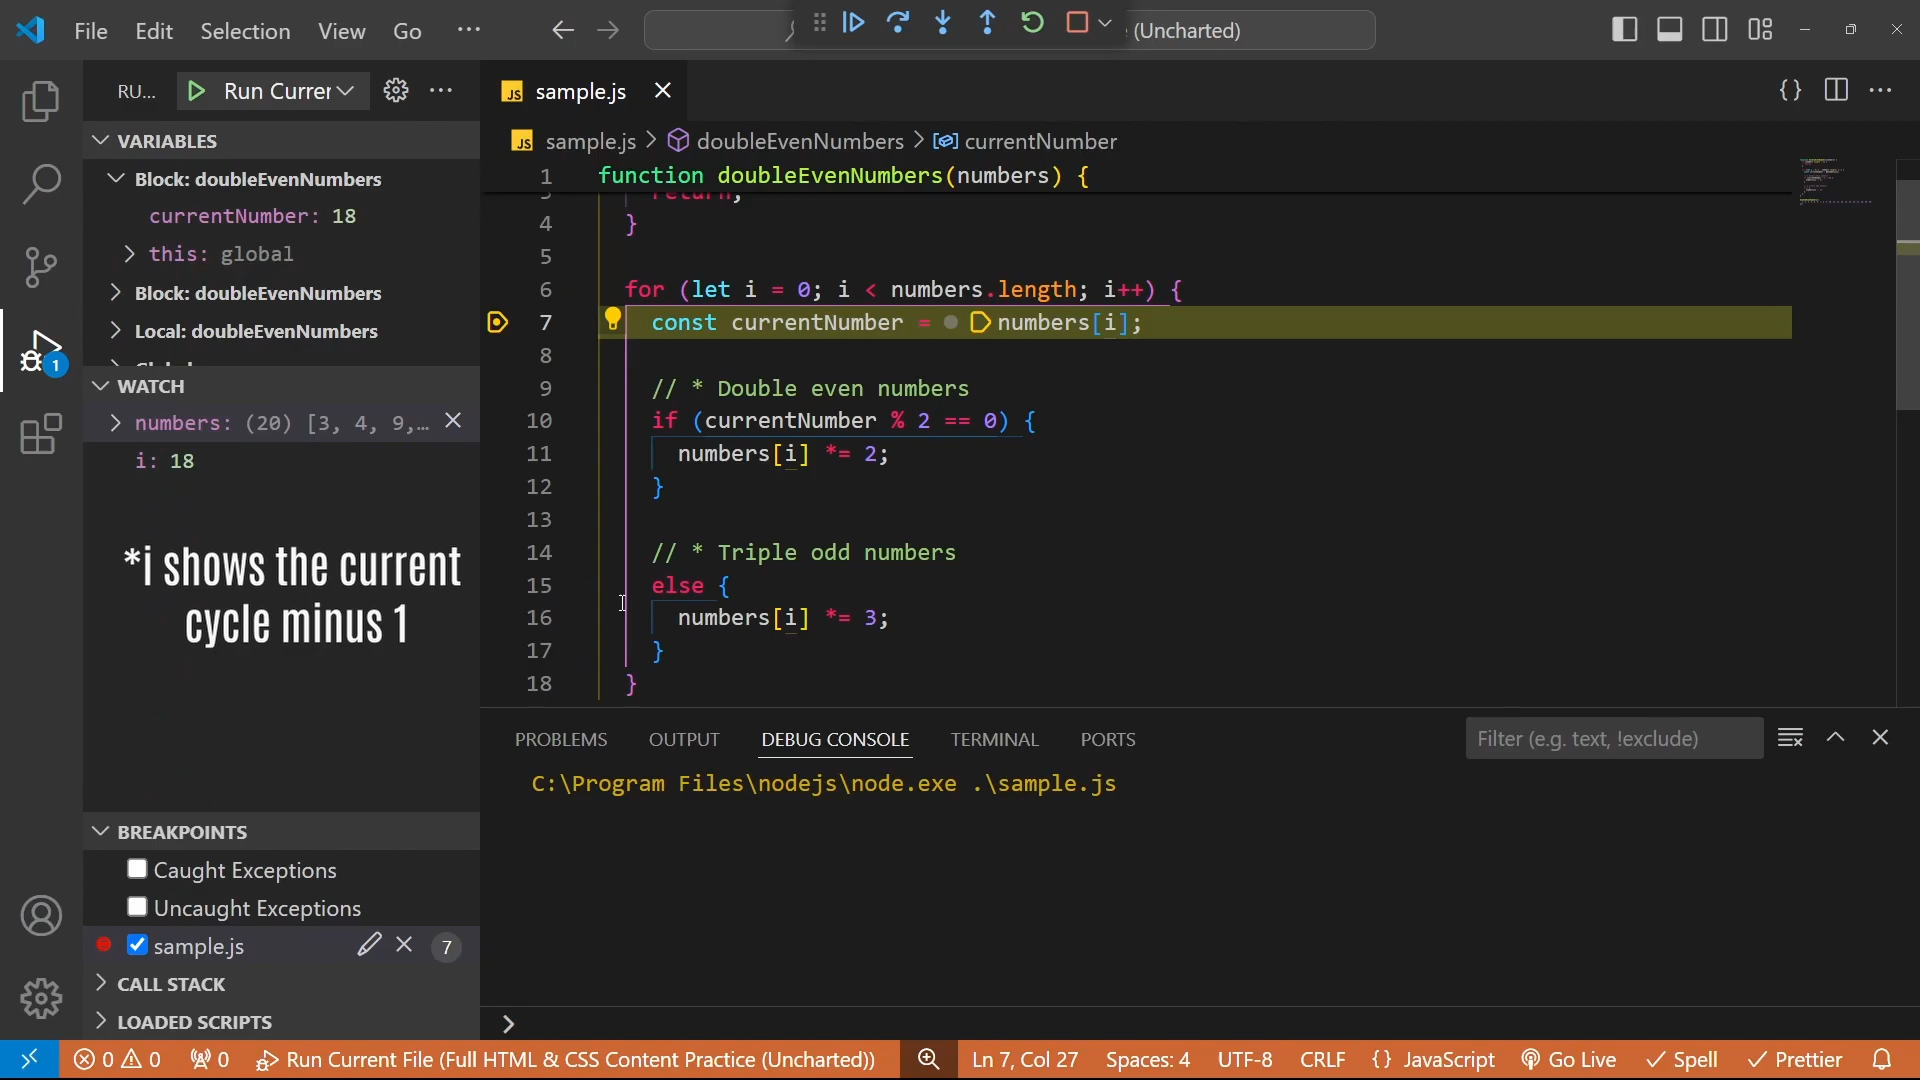 File Edit Selection View Go ··· (Uncharted)
RU... Run Currer ···
JS sample.js
VARIABLES
Block: doubleEvenNumbers
currentNumber: 18
this: global
Block: doubleEvenNumbers
Local: doubleEvenNumbers
WATCH
numbers: (20) [3, 4, 9,...
i: 18
*i shows the current
cycle minus 1
BREAKPOINTS
Caught Exceptions
Uncaught Exceptions
sample.js 7
CALL STACK
LOADED SCRIPTS
JS sample.js > doubleEvenNumbers > currentNumber
1 function doubleEvenNumbers(numbers) {
4 }
5
6 for (let i = 0; i < numbers.length; i++) {
7 const currentNumber = numbers[i];
8
9 // * Double even numbers
10 if (currentNumber % 2 == 0) {
11 numbers[i] *= 2;
12 }
13
14 // * Triple odd numbers
15 else {
16 numbers[i] *= 3;
17 }
18 }
PROBLEMS OUTPUT DEBUG CONSOLE TERMINAL PORTS Filter (e.g. text, !exclude)
C:\Program Files\nodejs\node.exe .\sample.js
0 0 0 Run Current File (Full HTML & CSS Content Practice (Uncharted)) Ln 7, Col 27 Spaces: 4 UTF-8 CRLF {} JavaScript Go Live Spell Prettier
1